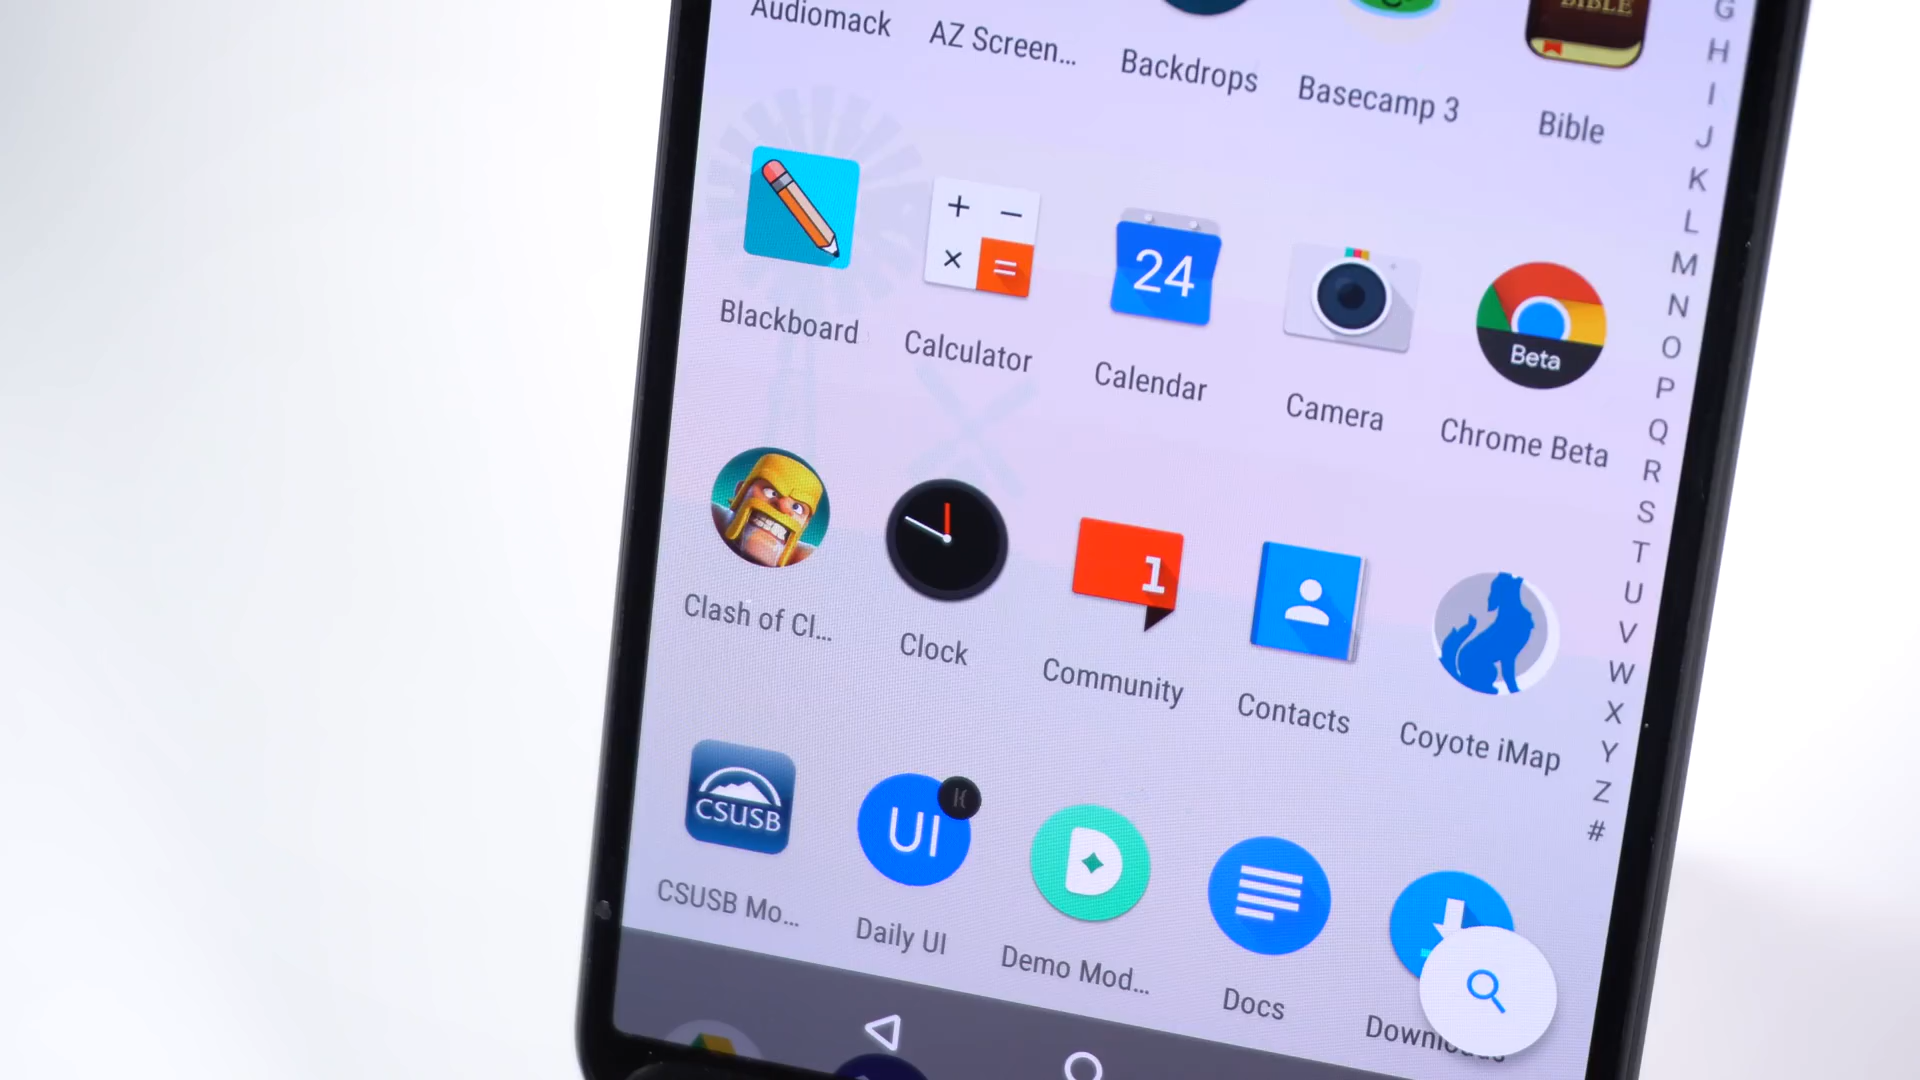 Audiomack
AZ Screen...
Backdrops
Basecamp 3
BIBLE
Bible
+ −
× =
24
Beta
Blackboard
Calculator
Calendar
Camera
Chrome Beta
1
Clash of Cl...
Clock
Community
Contacts
Coyote iMap
CSUSB
UI
CSUSB Mo...
Daily UI
Demo Mod...
Docs
G
H
I
J
K
L
M
N
O
P
Q
R
S
T
U
V
W
X
Y
Z
#